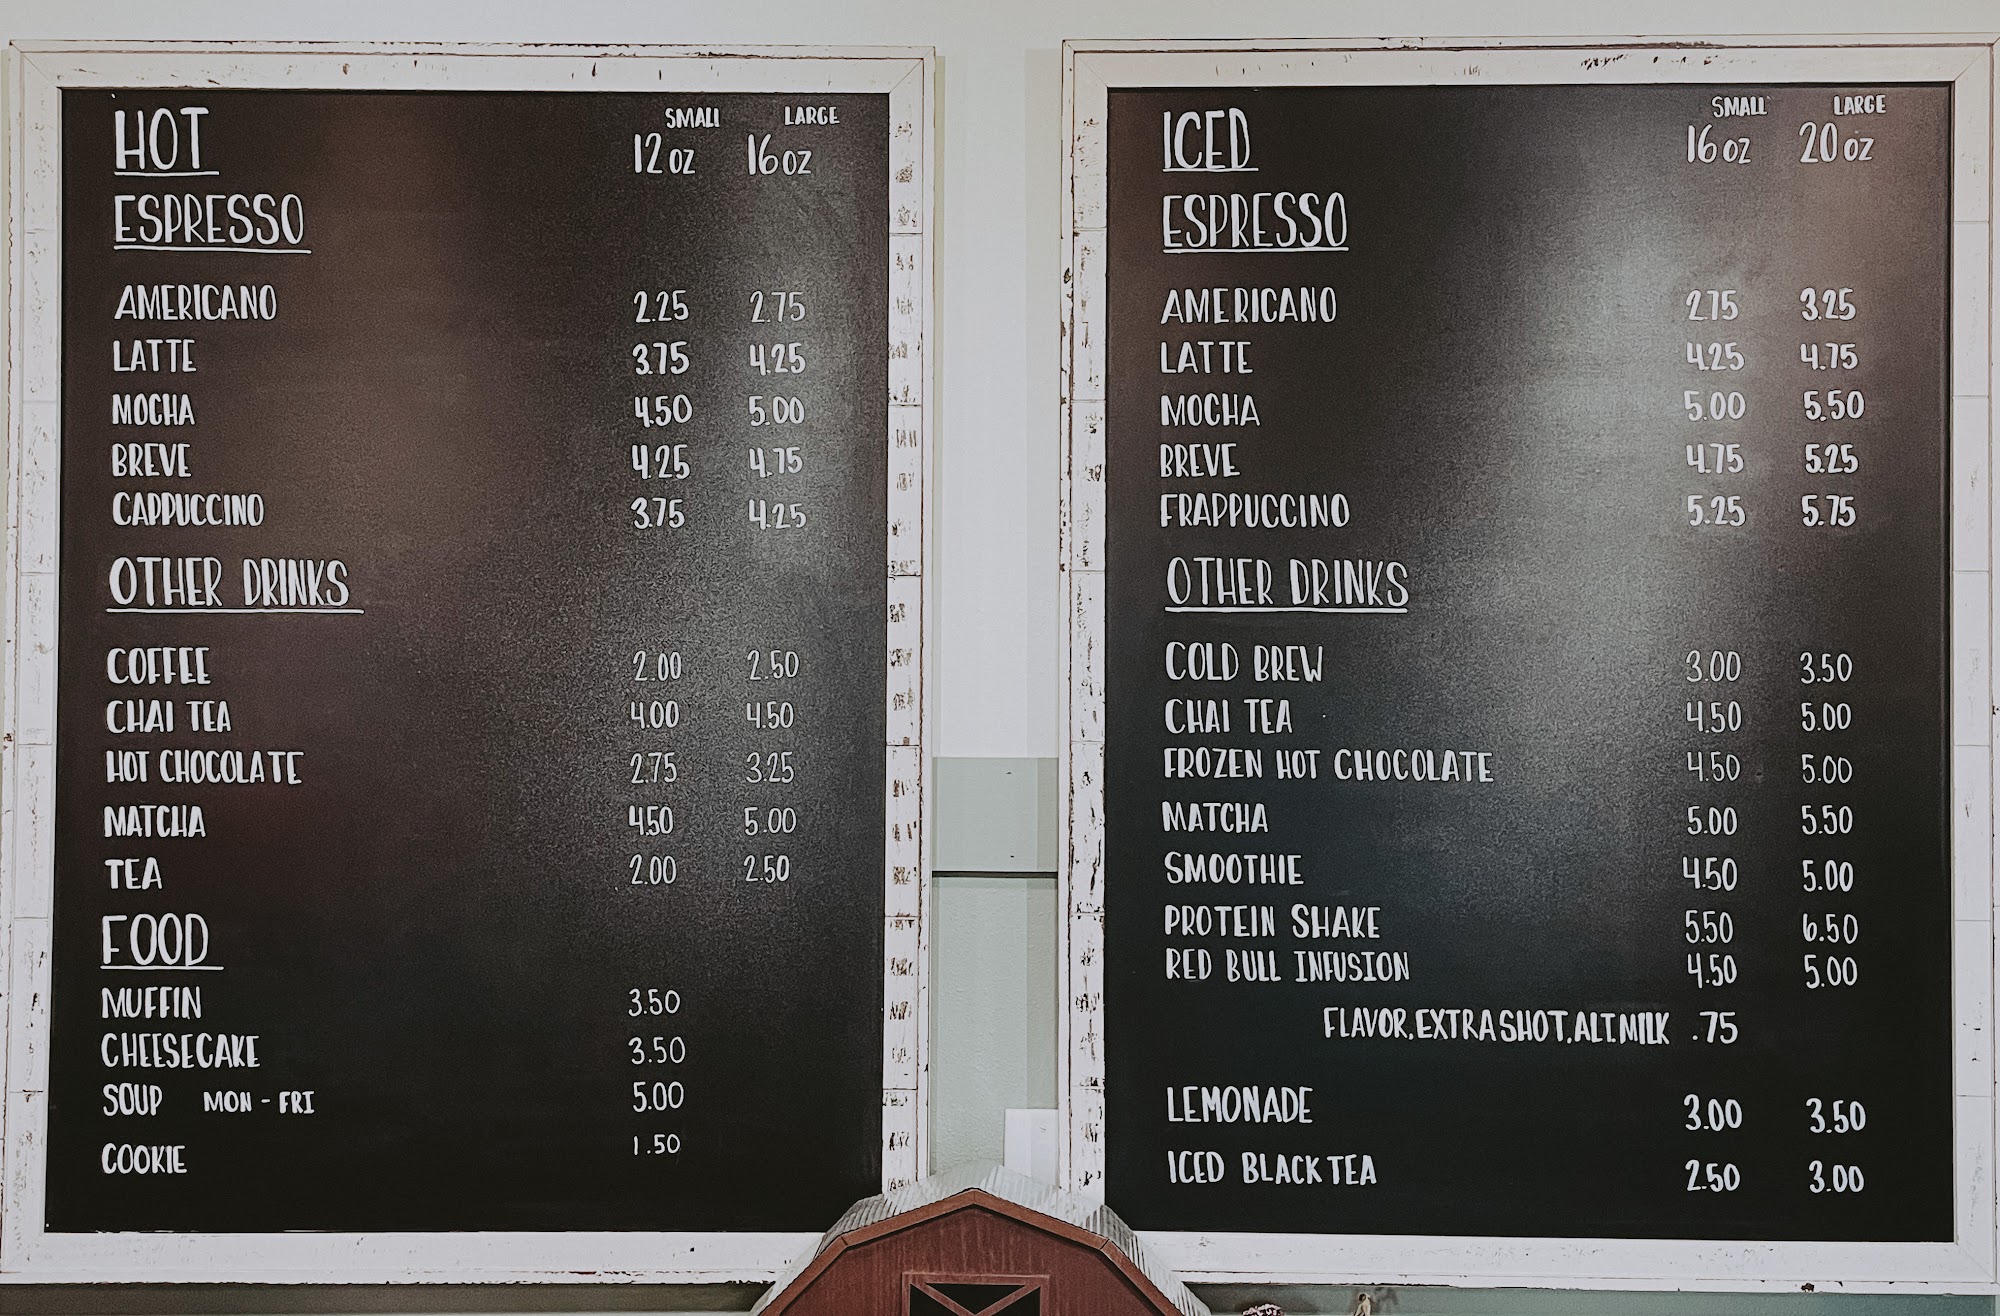 HOT
SMALL LARGE
12 oz 16 oz
ESPRESSO
AMERICANO 2.25 2.75
LATTE 3.75 4.25
MOCHA 4.50 5.00
BREVE 4.25 4.75
CAPPUCCINO 3.75 4.25
OTHER DRINKS
COFFEE 2.00 2.50
CHAI TEA 4.00 4.50
HOT CHOCOLATE 2.75 3.25
MATCHA 4.50 5.00
TEA 2.00 2.50
FOOD
MUFFIN 3.50
CHEESECAKE 3.50
SOUP MON - FRI 5.00
COOKIE 1.50
ICED
SMALL LARGE
16 oz 20 oz
ESPRESSO
AMERICANO 2.75 3.25
LATTE 4.25 4.75
MOCHA 5.00 5.50
BREVE 4.75 5.25
FRAPPUCCINO 5.25 5.75
OTHER DRINKS
COLD BREW 3.00 3.50
CHAI TEA 4.50 5.00
FROZEN HOT CHOCOLATE 4.50 5.00
MATCHA 5.00 5.50
SMOOTHIE 4.50 5.00
PROTEIN SHAKE 5.50 6.50
RED BULL INFUSION 4.50 5.00
FLAVOR, EXTRA SHOT, ALT. MILK .75
LEMONADE 3.00 3.50
ICED BLACK TEA 2.50 3.00